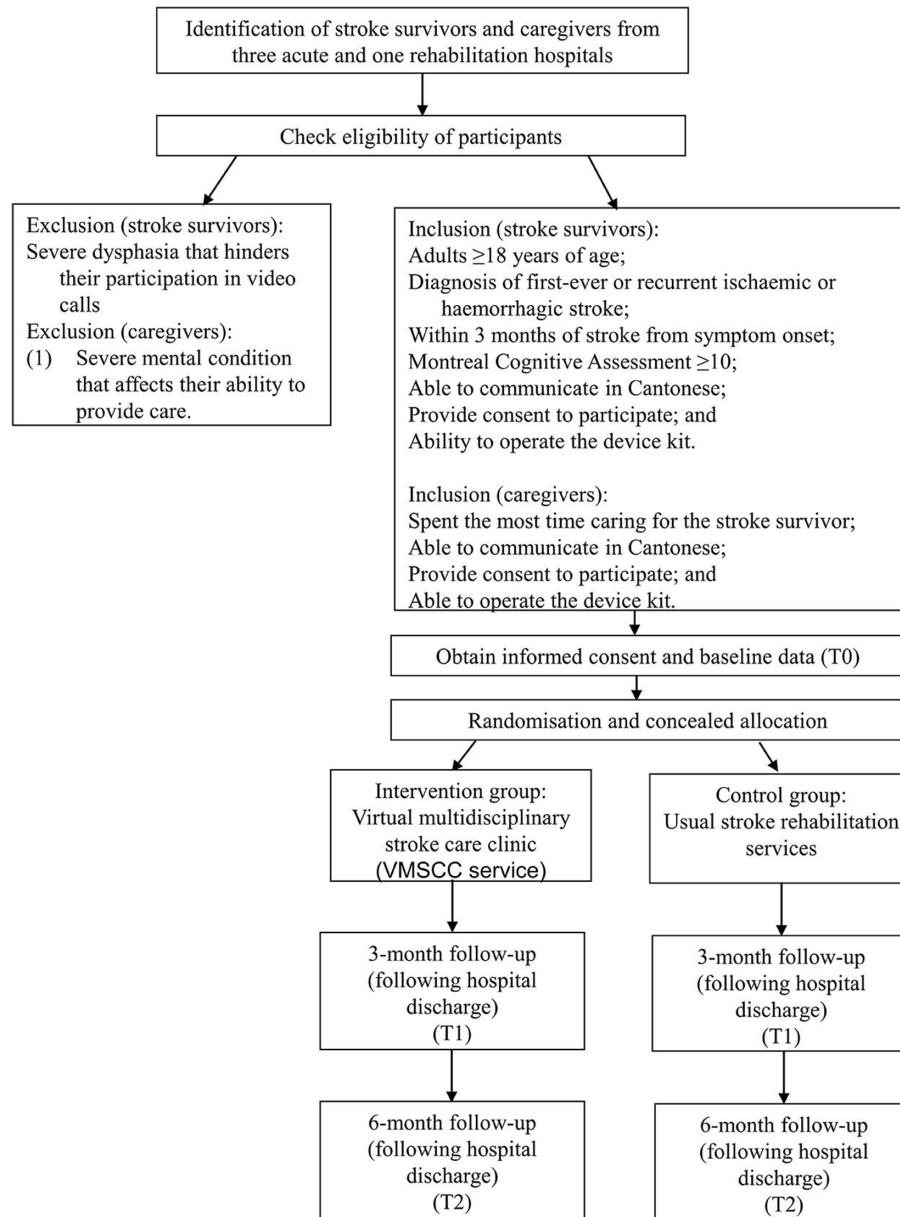 Identification of stroke survivors and caregivers from
three acute and one rehabilitation hospitals
Check eligibility of participants
Exclusion (stroke survivors):
Severe dysphasia that hinders
their participation in video
calls
Exclusion (caregivers):
(1) Severe mental condition
that affects their ability to
provide care.
Inclusion (stroke survivors):
Adults ≥18 years of age;
Diagnosis of first-ever or recurrent ischaemic or
haemorrhagic stroke;
Within 3 months of stroke from symptom onset;
Montreal Cognitive Assessment ≥10;
Able to communicate in Cantonese;
Provide consent to participate; and
Ability to operate the device kit.
Inclusion (caregivers):
Spent the most time caring for the stroke survivor;
Able to communicate in Cantonese;
Provide consent to participate; and
Able to operate the device kit.
Obtain informed consent and baseline data (T0)
Randomisation and concealed allocation
Intervention group:
Virtual multidisciplinary
stroke care clinic
(VMSCC service)
Control group:
Usual stroke rehabilitation
services
3-month follow-up
(following hospital
discharge)
(T1)
3-month follow-up
(following hospital
discharge)
(T1)
6-month follow-up
(following hospital
discharge)
(T2)
6-month follow-up
(following hospital
discharge)
(T2)